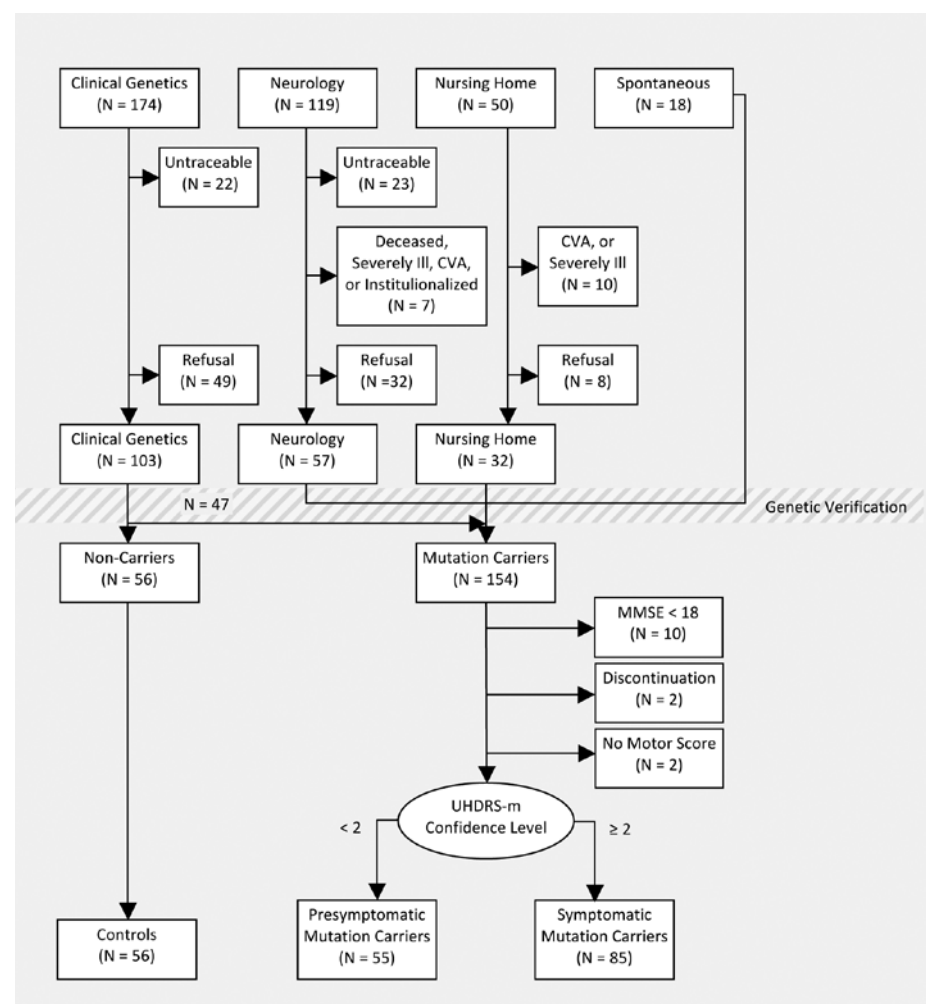 Clinical Genetics
(N = 174)
Neurology
(N = 119)
Nursing Home
(N = 50)
Spontaneous
(N = 18)
Untraceable
(N = 22)
Untraceable
(N = 23)
Deceased,
Severely Ill, CVA,
or Institulionalized
(N = 7)
CVA, or
Severely Ill
(N = 10)
Refusal
(N = 49)
Refusal
(N =32)
Refusal
(N = 8)
Clinical Genetics
(N = 103)
Neurology
(N = 57)
Nursing Home
(N = 32)
N = 47
Genetic Verification
Non-Carriers
(N = 56)
Mutation Carriers
(N = 154)
MMSE < 18
(N = 10)
Discontinuation
(N = 2)
No Motor Score
(N = 2)
UHDRS-m
Confidence Level
< 2
≥ 2
Controls
(N = 56)
Presymptomatic
Mutation Carriers
(N = 55)
Symptomatic
Mutation Carriers
(N = 85)